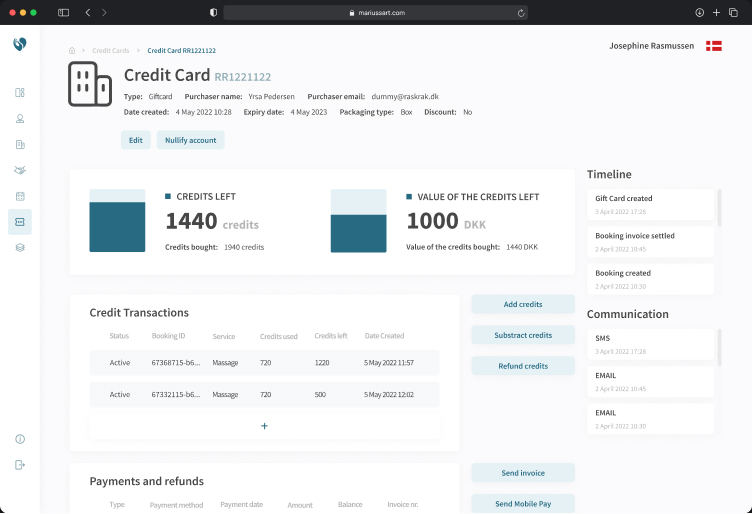 mariussart.com
Josephine Rasmussen
Credit Cards
Credit Card RR1221122
Credit Card RR1221122
Type: Giftcard Purchaser name: Yrsa Pedersen Purchaser email: dummy@raskrak.dk
Date created: 4 May 2022 10:28 Expiry date: 4 May 2023 Packaging type: Box Discount: No
Edit
Nullify account
CREDITS LEFT
1440 credits
Credits bought: 1940 credits
VALUE OF THE CREDITS LEFT
1000 DKK
Value of the credits bought: 1440 DKK
Timeline
Gift Card created
3 April 2022 17:26
Booking invoice settled
2 April 2022 10:45
Booking created
2 April 2022 10:30
Communication
SMS
3 April 2022 17:26
EMAIL
2 April 2022 10:45
EMAIL
2 April 2022 10:30
Credit Transactions
Status Booking ID Service Credits used Credits left Date Created
Active 67368715-b6... Massage 720 1220 5 May 2022 11:57
Active 67332115-b6... Massage 720 500 5 May 2022 12:02
+
Add credits
Substract credits
Refund credits
Payments and refunds
Type Payment method Payment date Amount Balance Invoice nr.
Send invoice
Send Mobile Pay